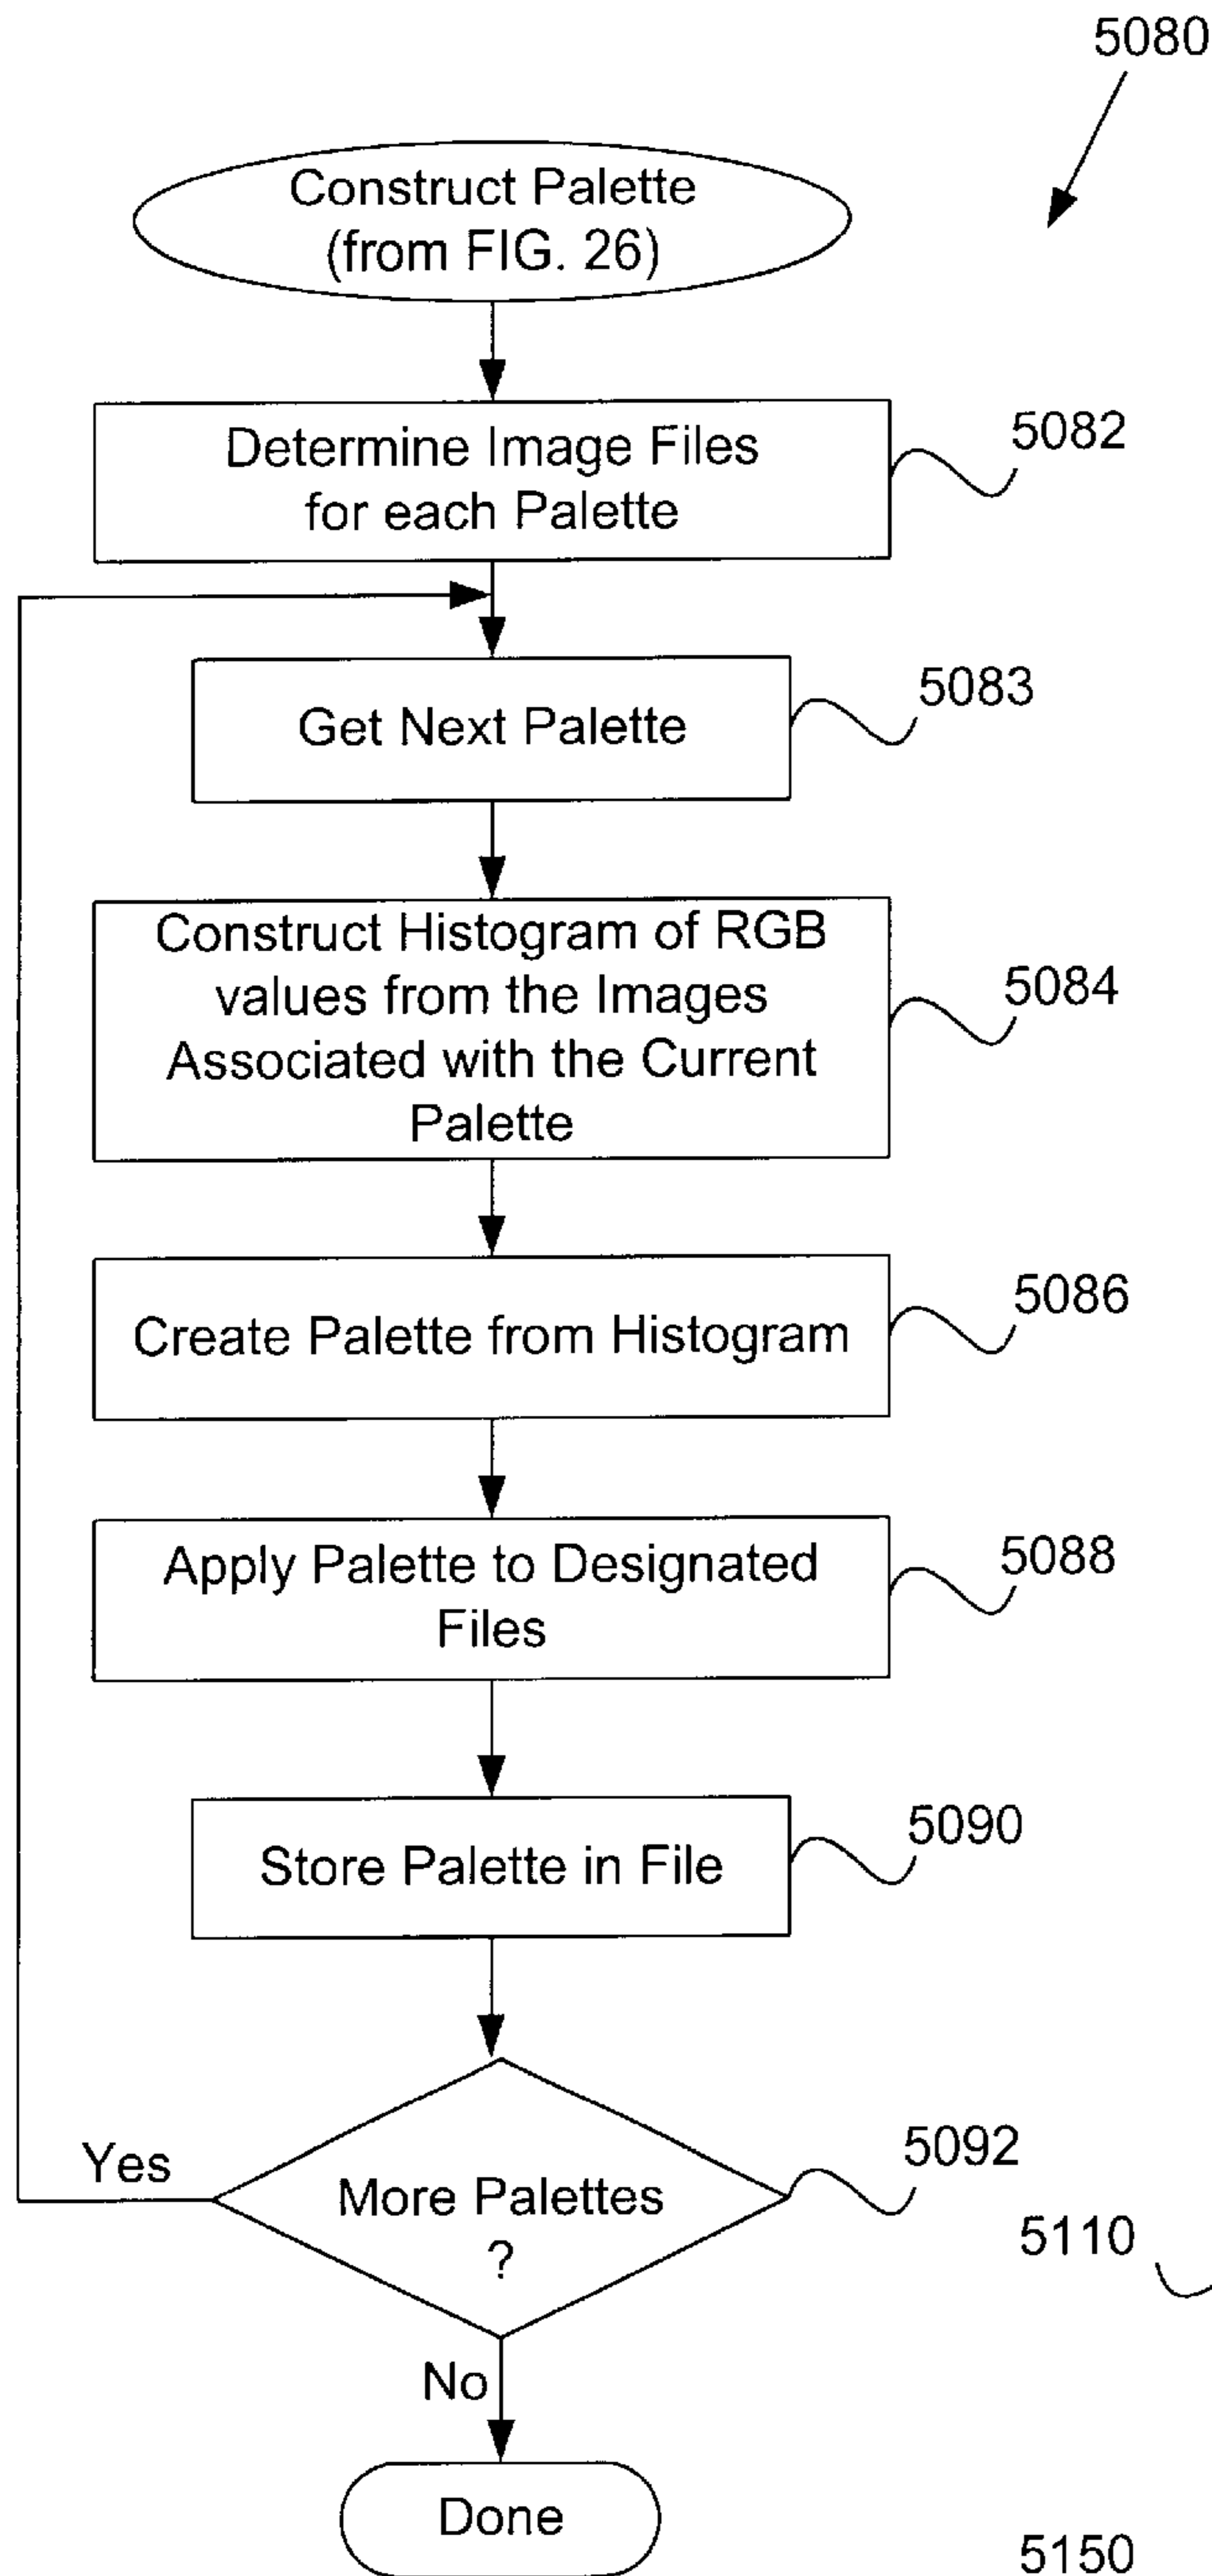 5080
Construct Palette
(from FIG. 26)
Determine Image Files
for each Palette
5082
Get Next Palette
5083
Construct Histogram of RGB
values from the Images
Associated with the Current
Palette
5084
Create Palette from Histogram
5086
Apply Palette to Designated
Files
5088
Store Palette in File
5090
Yes
More Palettes
?
5092
5110
No
Done
5150